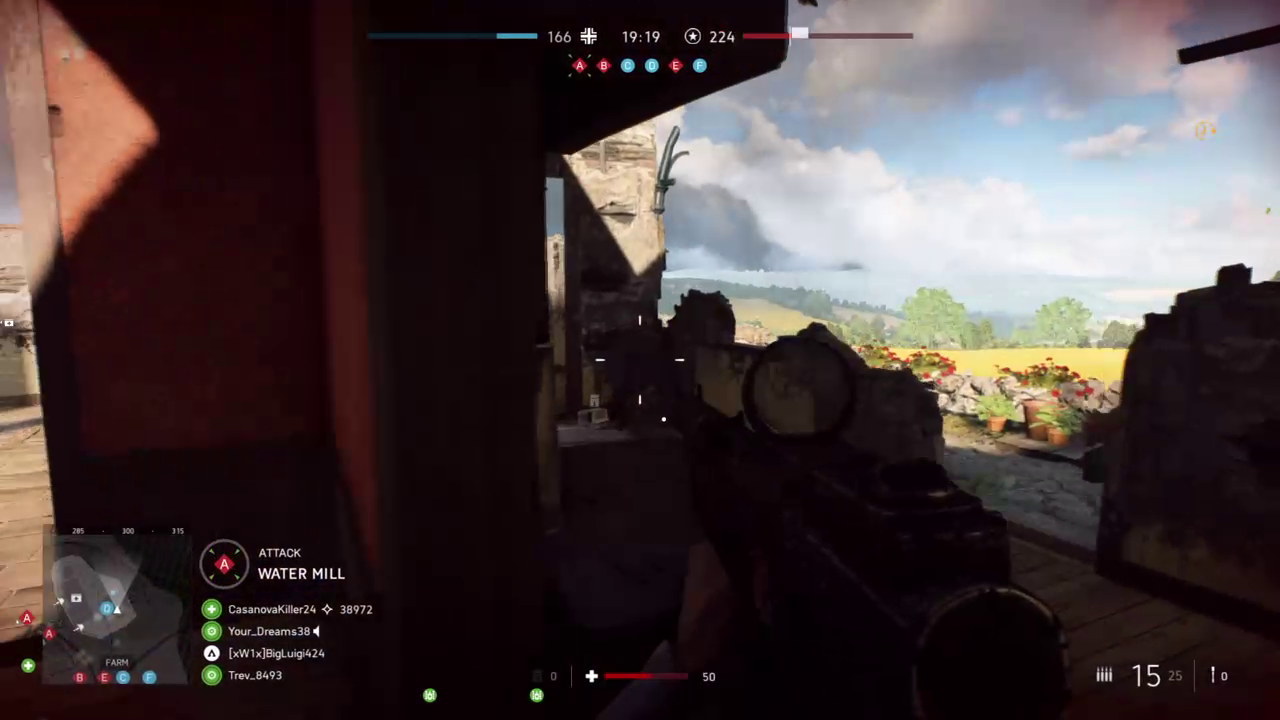 166 19:19 224
A B C D E F
285 300 315
ATTACK
A WATER MILL
CasanovaKiller24 38972
Your_Dreams38
[xW1x]BigLuigi424
Trev_8493
D
A
A
FARM
B E C F
0 50
15 25 0